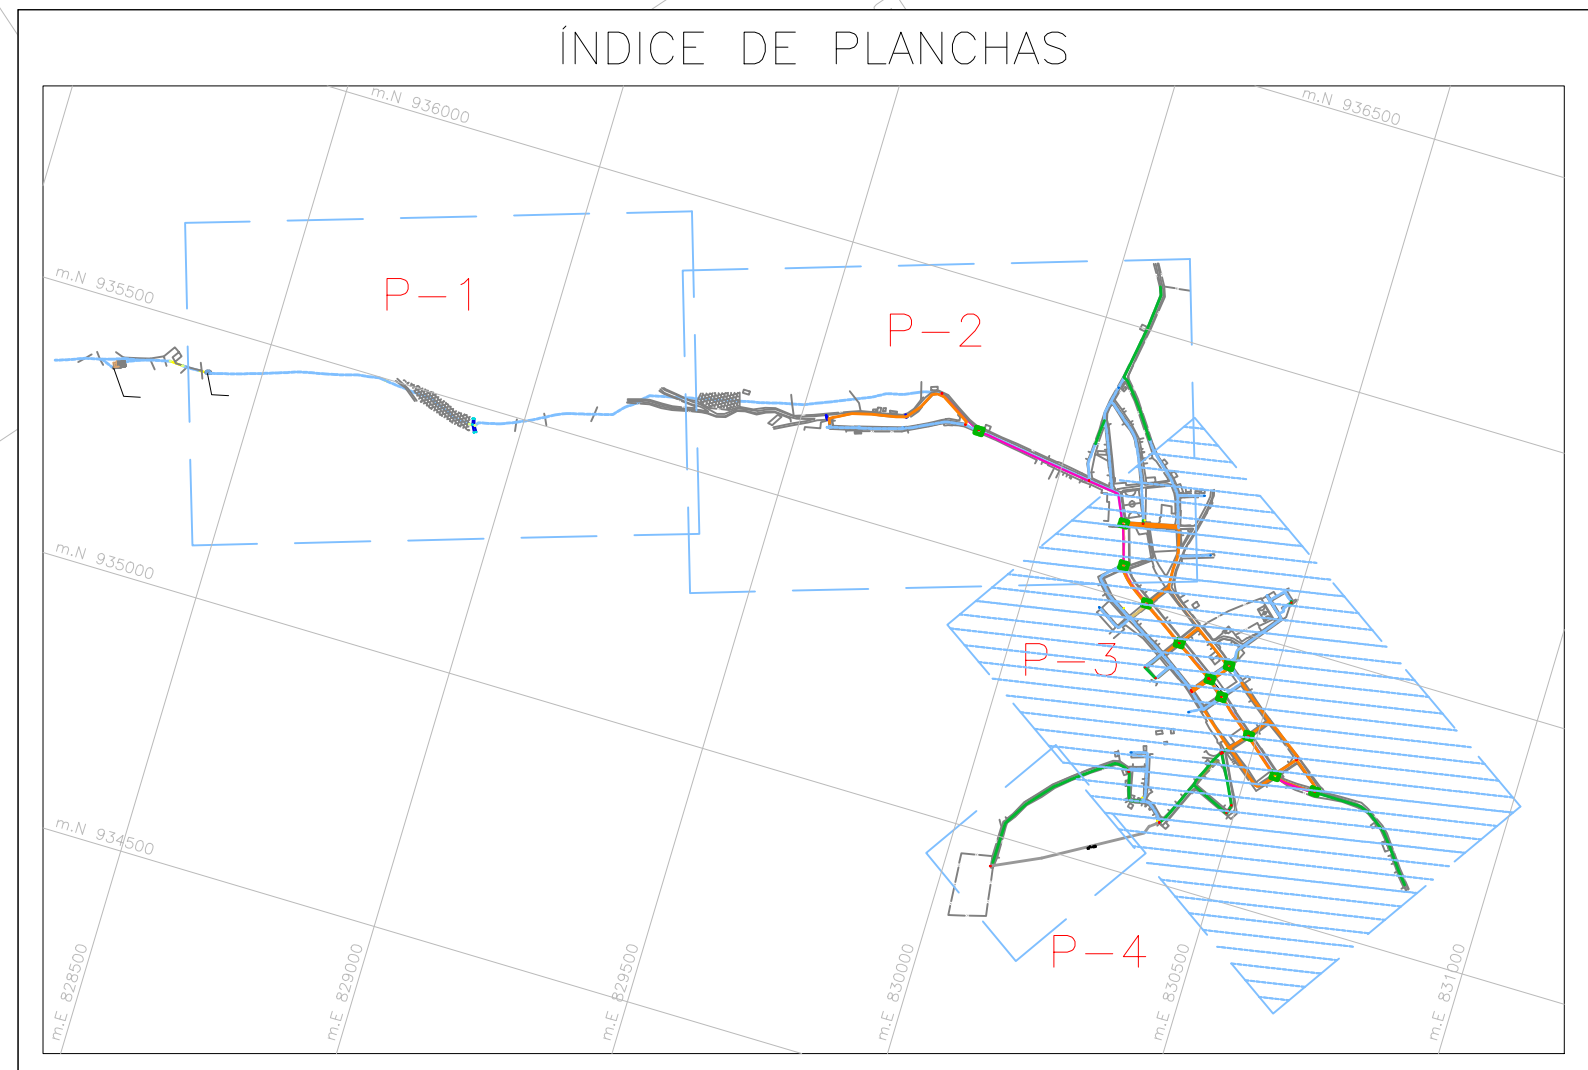 ÍNDICE DE PLANCHAS
m.N 936000
m.N 936500
m.N 935500
P-1
P-2
m.N 935000
P-3
m.N 934500
P-4
m.E 828500
m.E 829000
m.E 829500
m.E 830000
m.E 830500
m.E 831000